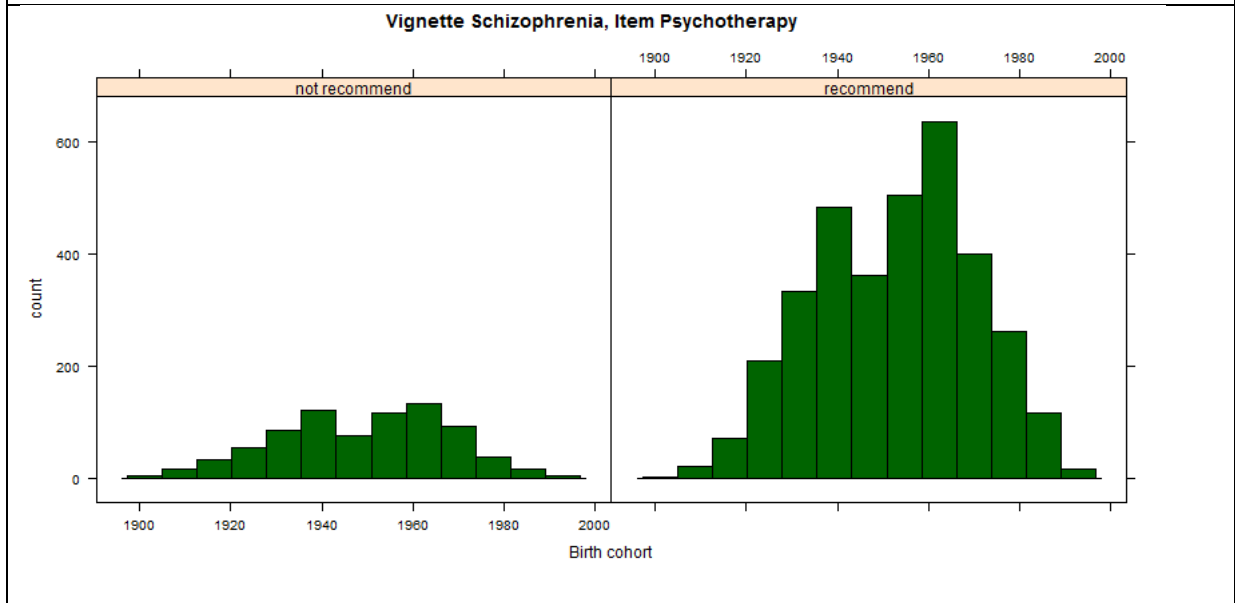 Vignette Schizophrenia, Item Psychotherapy
1900 1920 1940 1960 1980 2000
not recommend recommend
600
400
200
0
count
1900 1920 1940 1960 1980 2000
Birth cohort